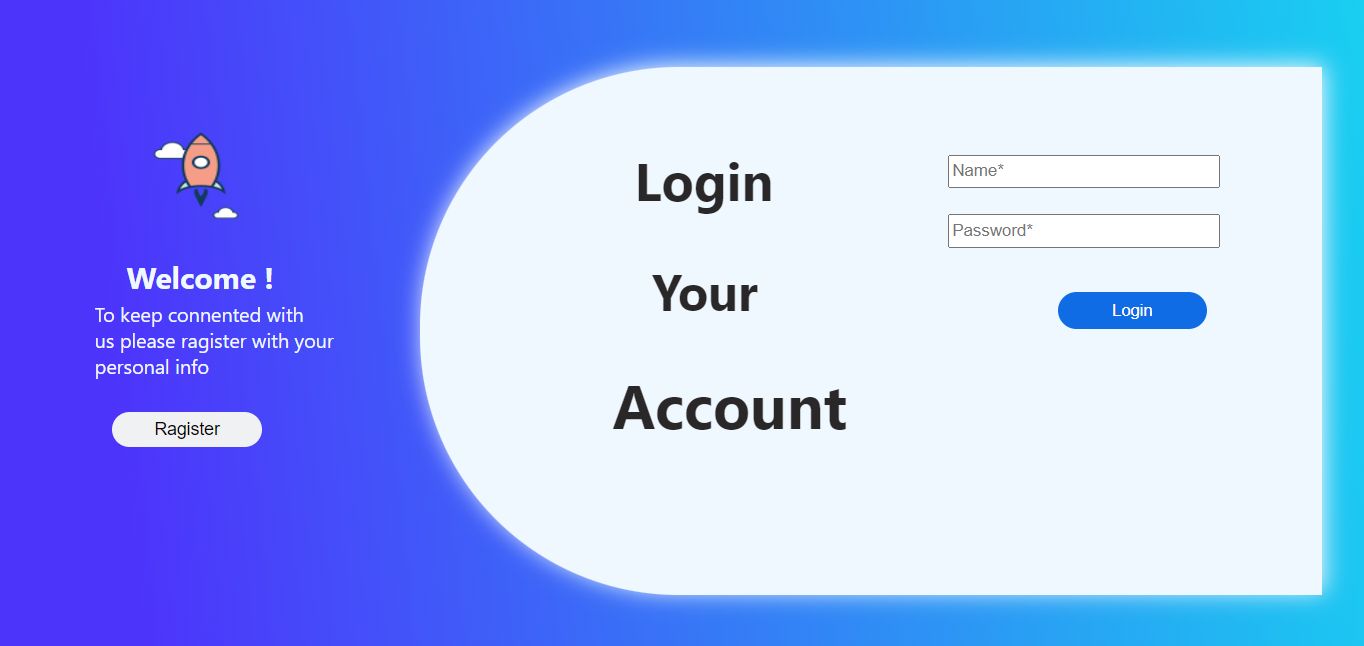 Welcome !
To keep connented with
us please ragister with your
personal info
Ragister
Login
Your
Account
Name*
Password*
Login